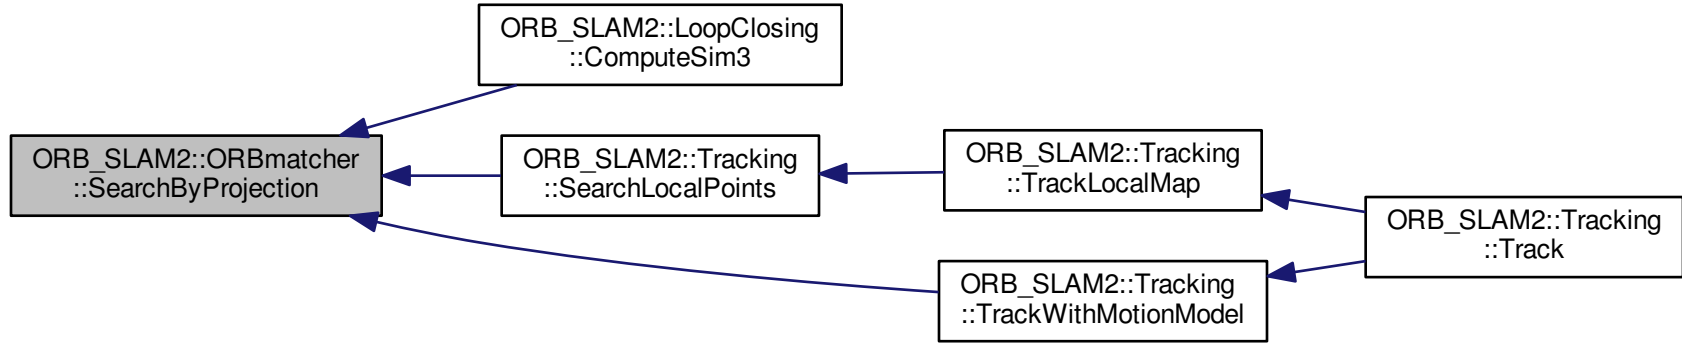 ORB_SLAM2::LoopClosing
::ComputeSim3
ORB_SLAM2::ORBmatcher
::SearchByProjection
ORB_SLAM2::Tracking
::SearchLocalPoints
ORB_SLAM2::Tracking
::TrackLocalMap
ORB_SLAM2::Tracking
::Track
ORB_SLAM2::Tracking
::TrackWithMotionModel